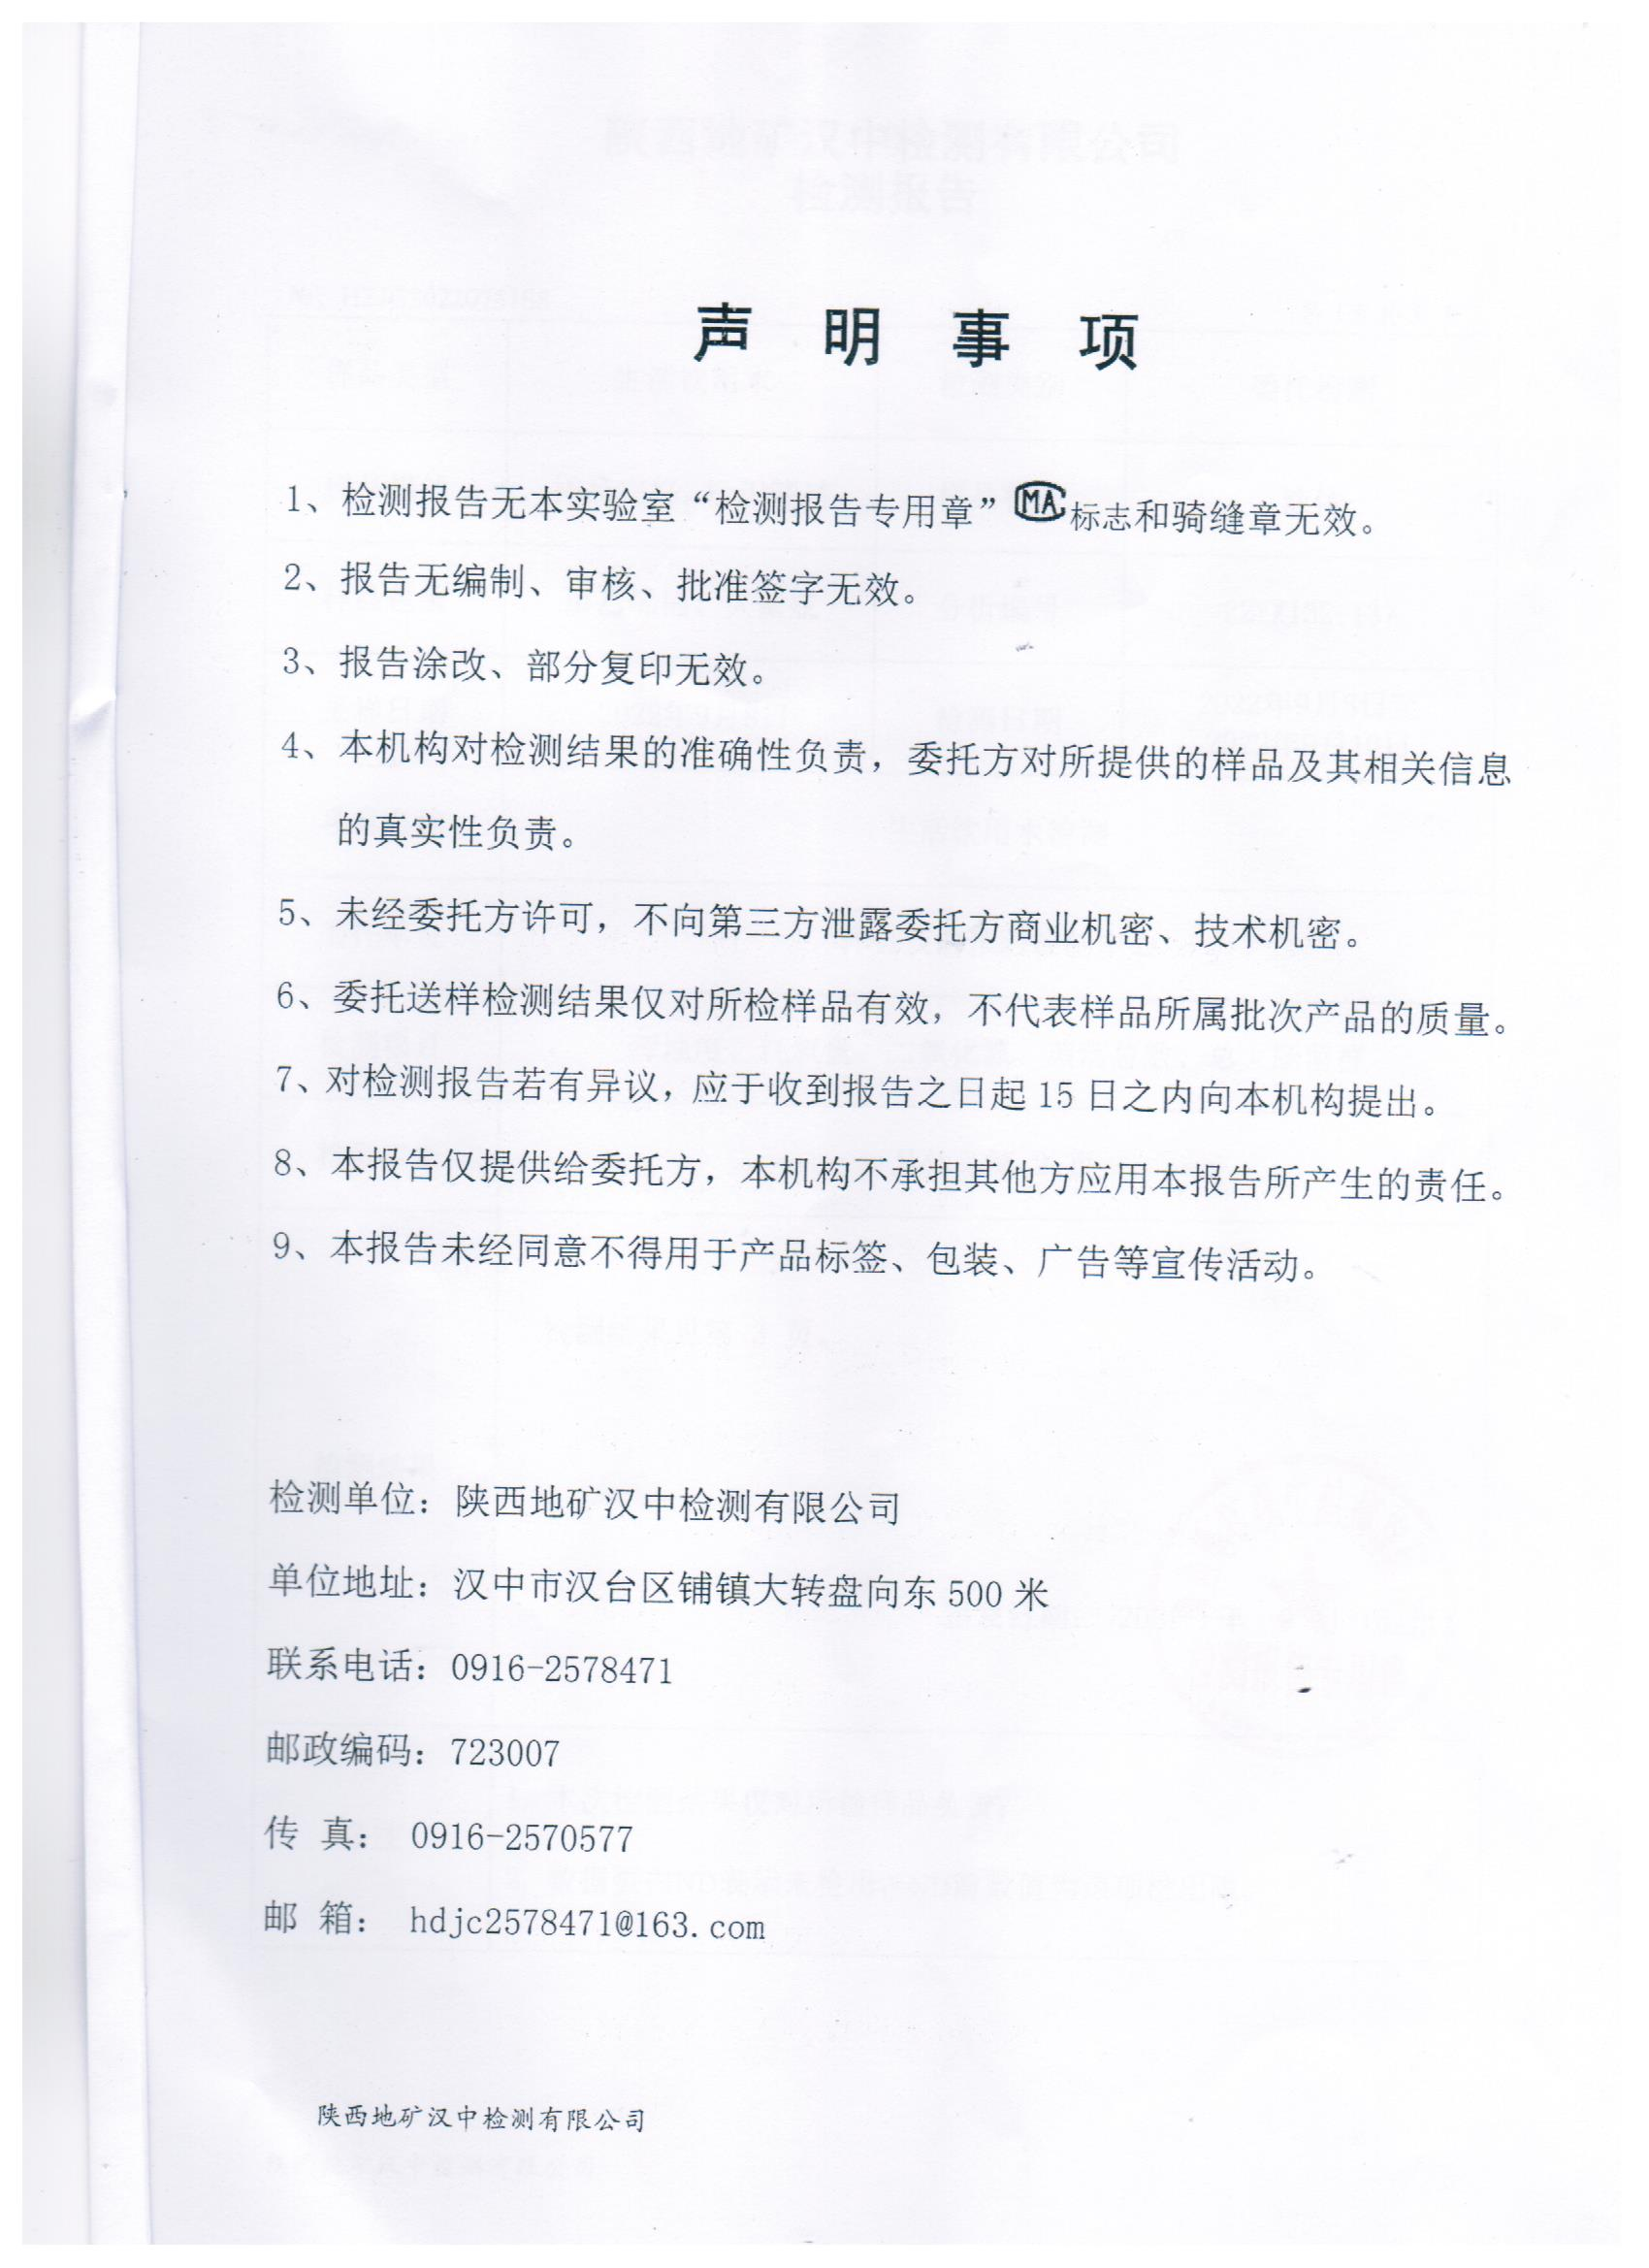 声 明 事 项
1、检测报告无本实验室“检测报告专用章”MA标志和骑缝章无效。
2、报告无编制、审核、批准签字无效。
3、报告涂改、部分复印无效。
4、本机构对检测结果的准确性负责，委托方对所提供的样品及其相关信息
的真实性负责。
5、未经委托方许可，不向第三方泄露委托方商业机密、技术机密。
6、委托送样检测结果仅对所检样品有效，不代表样品所属批次产品的质量。
7、对检测报告若有异议，应于收到报告之日起 15 日之内向本机构提出。
8、本报告仅提供给委托方，本机构不承担其他方应用本报告所产生的责任。
9、本报告未经同意不得用于产品标签、包装、广告等宣传活动。
检测单位：陕西地矿汉中检测有限公司
单位地址：汉中市汉台区铺镇大转盘向东 500 米
联系电话：0916-2578471
邮政编码：723007
传 真： 0916-2570577
邮 箱： hdjc2578471@163.com
陕西地矿汉中检测有限公司